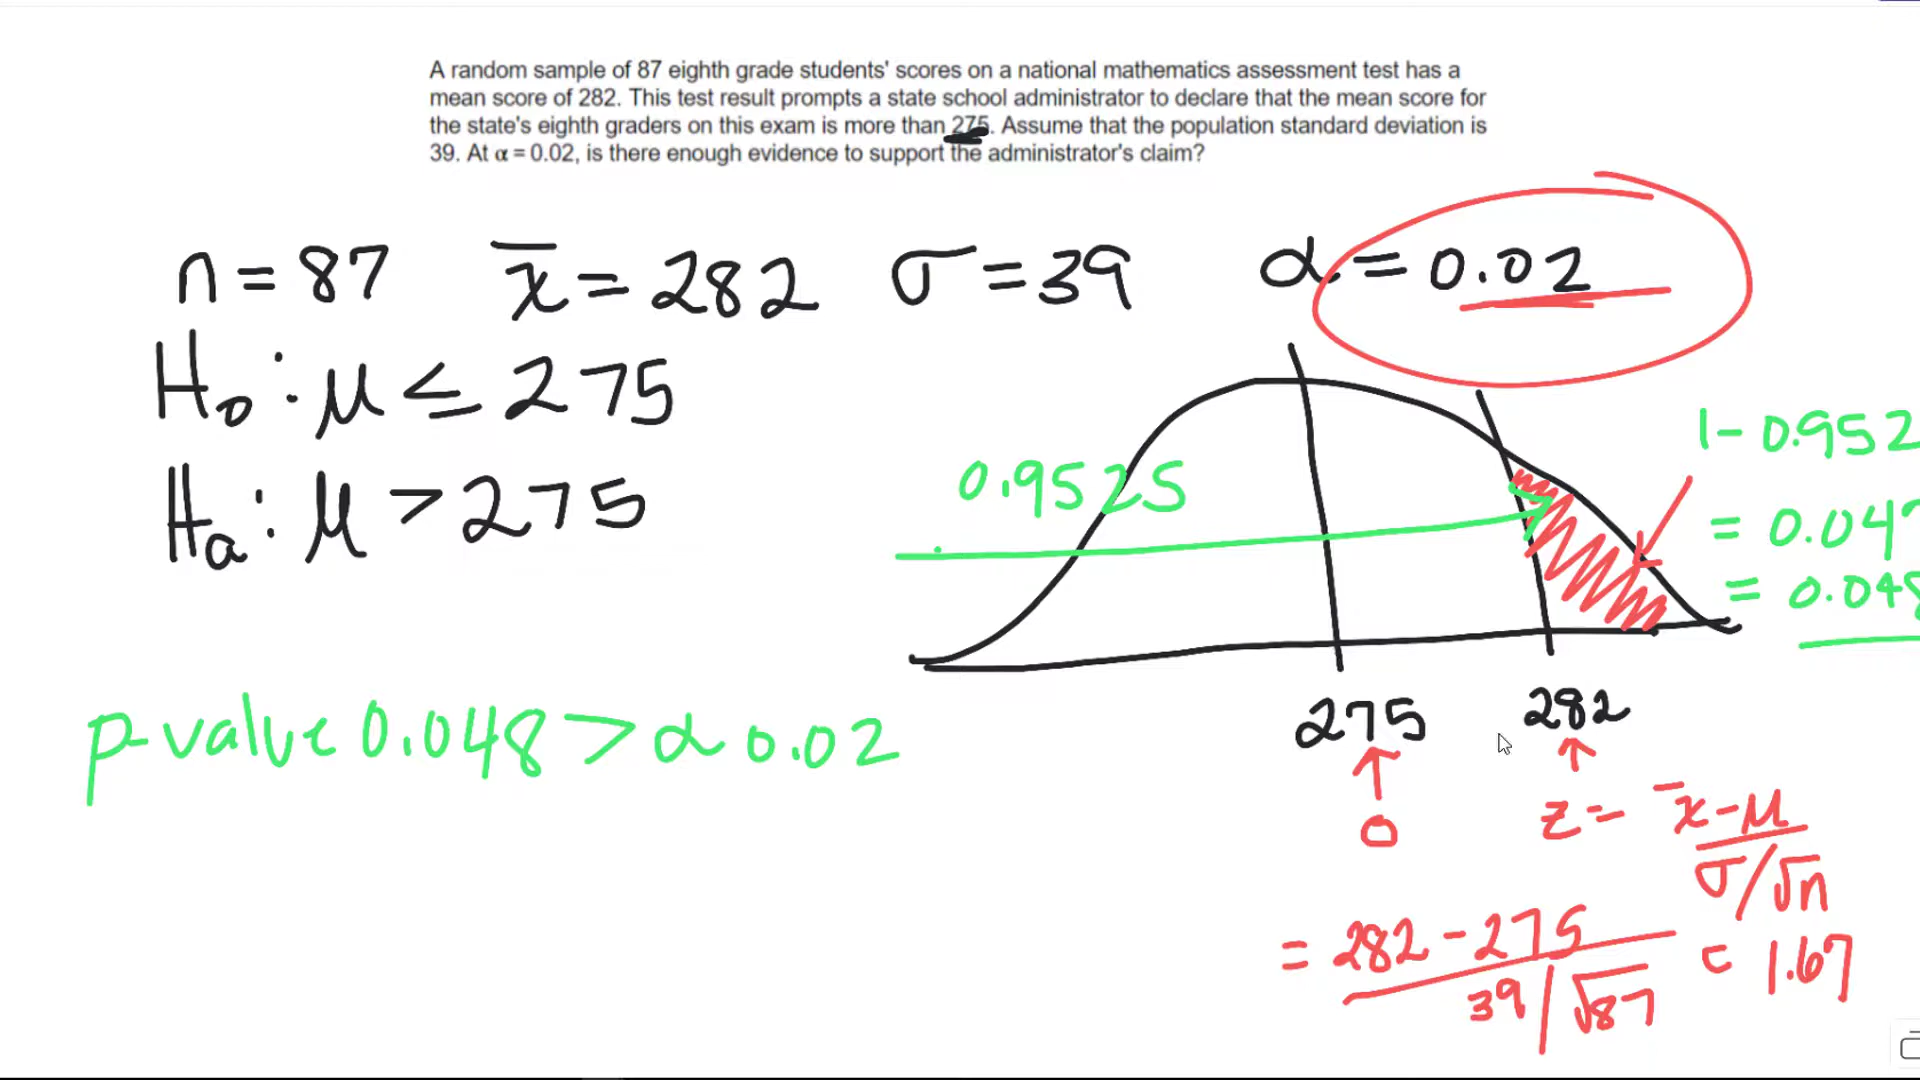 A random sample of 87 eighth grade students' scores on a national mathematics assessment test has a
mean score of 282. This test result prompts a state school administrator to declare that the mean score for
the state's eighth graders on this exam is more than 275. Assume that the population standard deviation is
39. At α = 0.02, is there enough evidence to support the administrator's claim?
n = 87 x̄ = 282 σ = 39 α = 0.02
H₀ : μ ≤ 275
Hₐ : μ > 275
0.9525
1 - 0.952
= 0.047
= 0.048
p-value 0.048 > α 0.02
275 282
0
z = x̄ - μ
σ/√n
= 282 - 275 = 1.67
39/√87